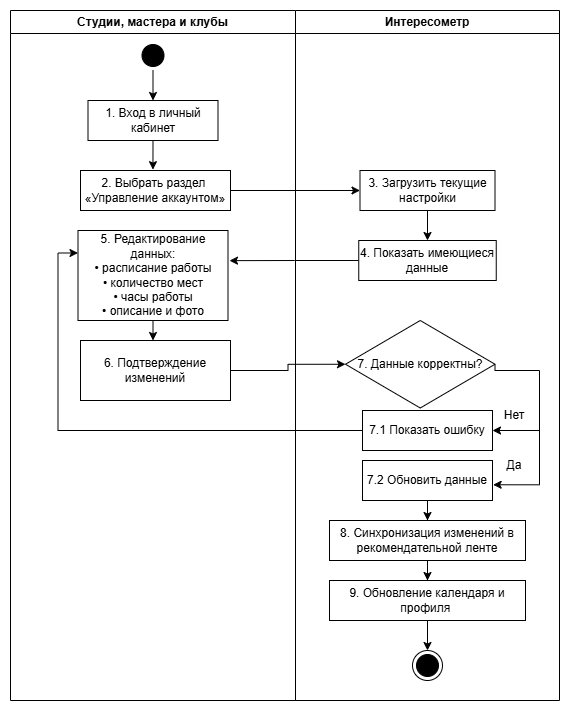 Студии, мастера и клубы
Интересометр
1. Вход в личный
кабинет
2. Выбрать раздел
«Управление аккаунтом»
3. Загрузить текущие
настройки
4. Показать имеющиеся
данные
5. Редактирование
данных:
• расписание работы
• количество мест
• часы работы
• описание и фото
6. Подтверждение
изменений
7. Данные корректны?
Нет
7.1 Показать ошибку
Да
7.2 Обновить данные
8. Синхронизация изменений в
рекомендательной ленте
9. Обновление календаря и
профиля